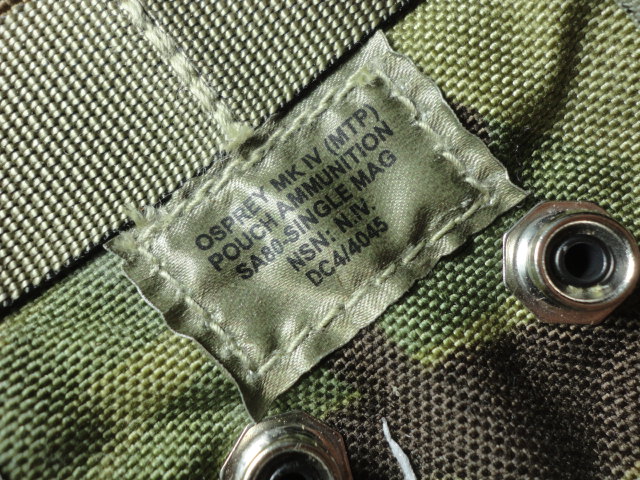 OSPREY MK IV (MTP)
POUCH AMMUNITION
SA80-SINGLE MAG
NSN: N.IV.
DC4/4045